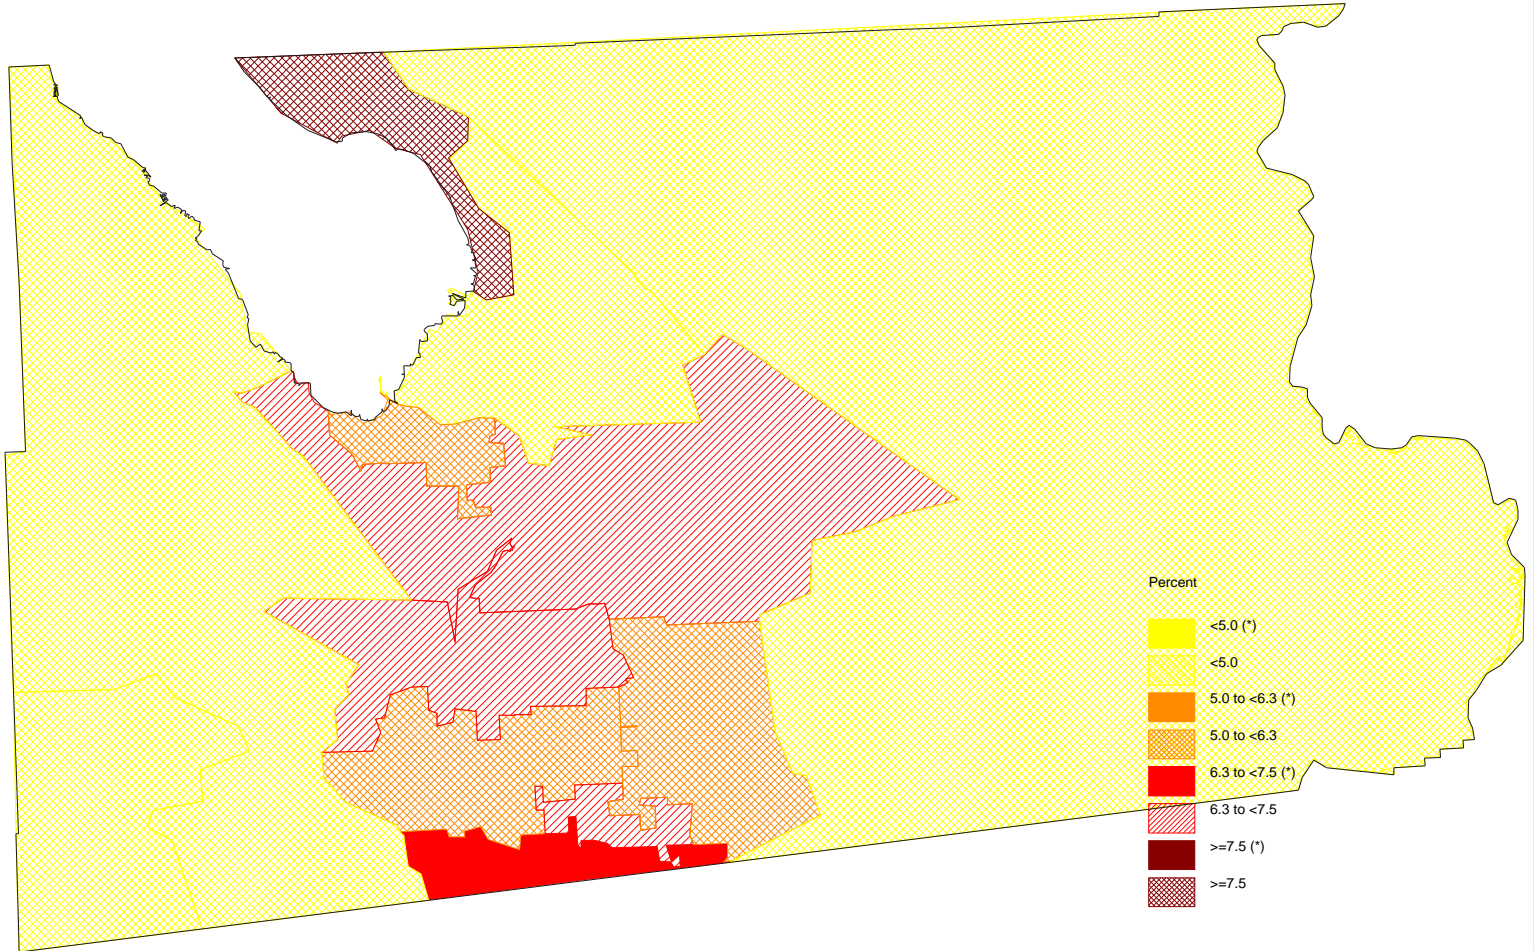 Percent
<5.0 (*)
<5.0
5.0 to <6.3 (*)
5.0 to <6.3
6.3 to <7.5 (*)
6.3 to <7.5
>=7.5 (*)
>=7.5